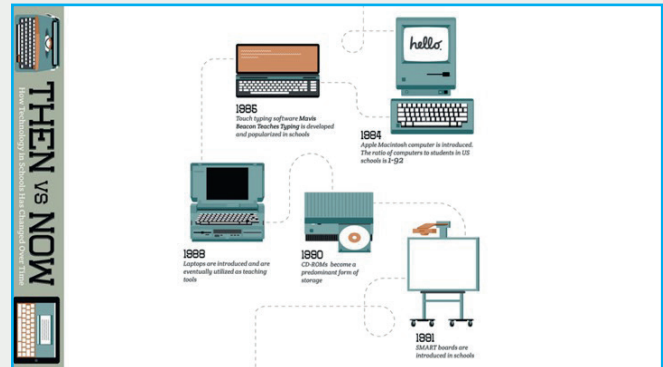 THEN VS NOW
How Technology in Schools Has Changed Over Time
hello.
1984
Apple Macintosh computer is introduced.
The ratio of computers to students in US
schools is 1-92
1986
Touch typing software Mavis
Beacon Teaches Typing is developed
and popularized in schools
1988
Laptops are introduced and are
eventually utilized as teaching
tools
1990
CD-ROMs become a
predominant form of
storage
1991
SMART boards are
introduced in schools